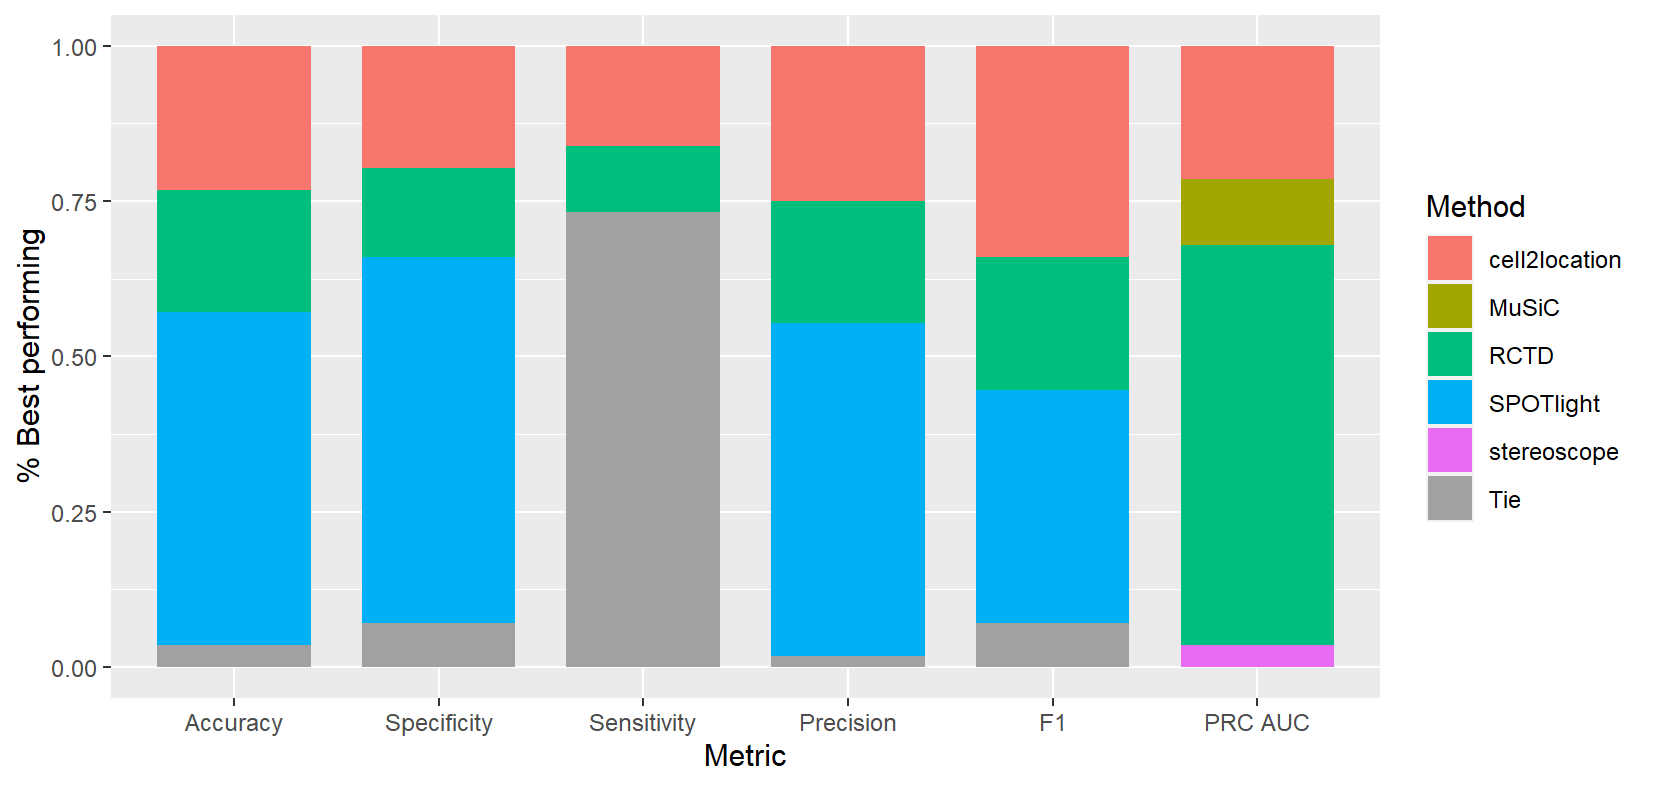 % Best performing
1.00
0.75
0.50
0.25
0.00
Accuracy
Specificity
Sensitivity
Precision
F1
PRC AUC
Metric
Method
cell2location
MuSiC
RCTD
SPOTlight
stereoscope
Tie